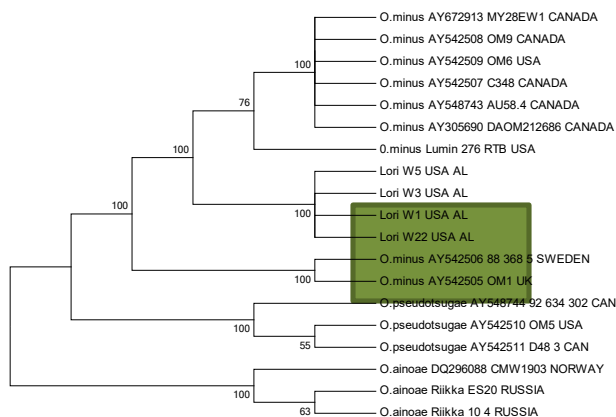 O.minus AY672913 MY28EW1 CANADA
O.minus AY542508 OM9 CANADA
O.minus AY542509 OM6 USA
100
O.minus AY542507 C348 CANADA
O.minus AY548743 AU58.4 CANADA
76
O.minus AY305690 DAOM212686 CANADA
0.minus Lumin 276 RTB USA
100
Lori W5 USA AL
Lori W3 USA AL
100
Lori W1 USA AL
100
Lori W22 USA AL
O.minus AY542506 88 368 5 SWEDEN
100
O.minus AY542505 OM1 UK
O.pseudotsugae AY548744 92 634 302 CAN
100
O.pseudotsugae AY542510 OM5 USA
55
O.pseudotsugae AY542511 D48 3 CAN
O.ainoae DQ296088 CMW1903 NORWAY
100
O.ainoae Riikka ES20 RUSSIA
63
O.ainoae Riikka 10 4 RUSSIA